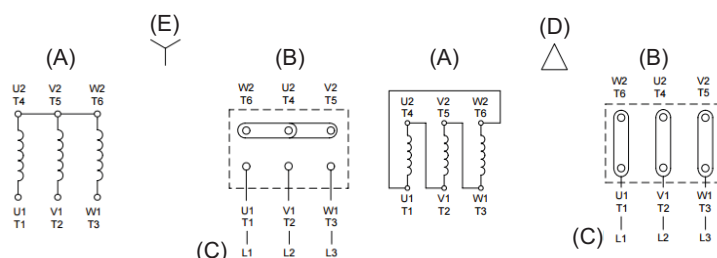 (E)
(D)
(A)
(B)
(A)
(B)
U2 V2 W2
T4 T5 T6
W2 U2 V2
T6 T4 T5
U2 V2 W2
T4 T5 T6
W2 U2 V2
T6 T4 T5
U1 V1 W1
T1 T2 T3
U1 V1 W1
T1 T2 T3
U1 V1 W1
T1 T2 T3
U1 V1 W1
T1 T2 T3
(C)
L1 L2 L3
(C)
L1 L2 L3